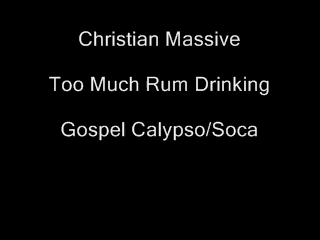 Christian Massive
Too Much Rum Drinking
Gospel Calypso/Soca